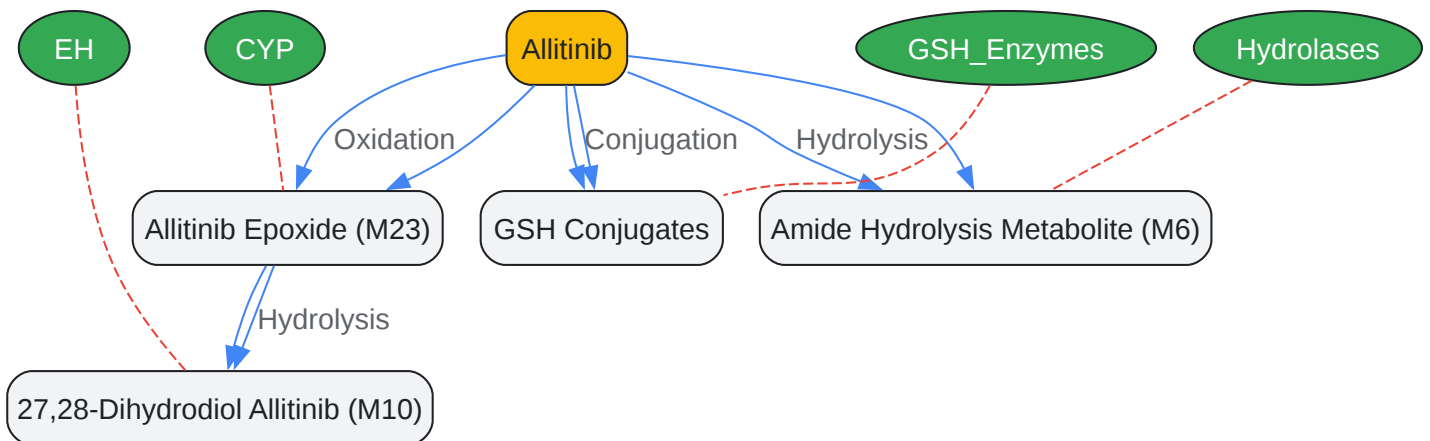 EH
CYP
Allitinib
GSH_Enzymes
Hydrolases
Oxidation
Conjugation
Hydrolysis
Allitinib Epoxide (M23)
GSH Conjugates
Amide Hydrolysis Metabolite (M6)
Hydrolysis
27,28-Dihydrodiol Allitinib (M10)